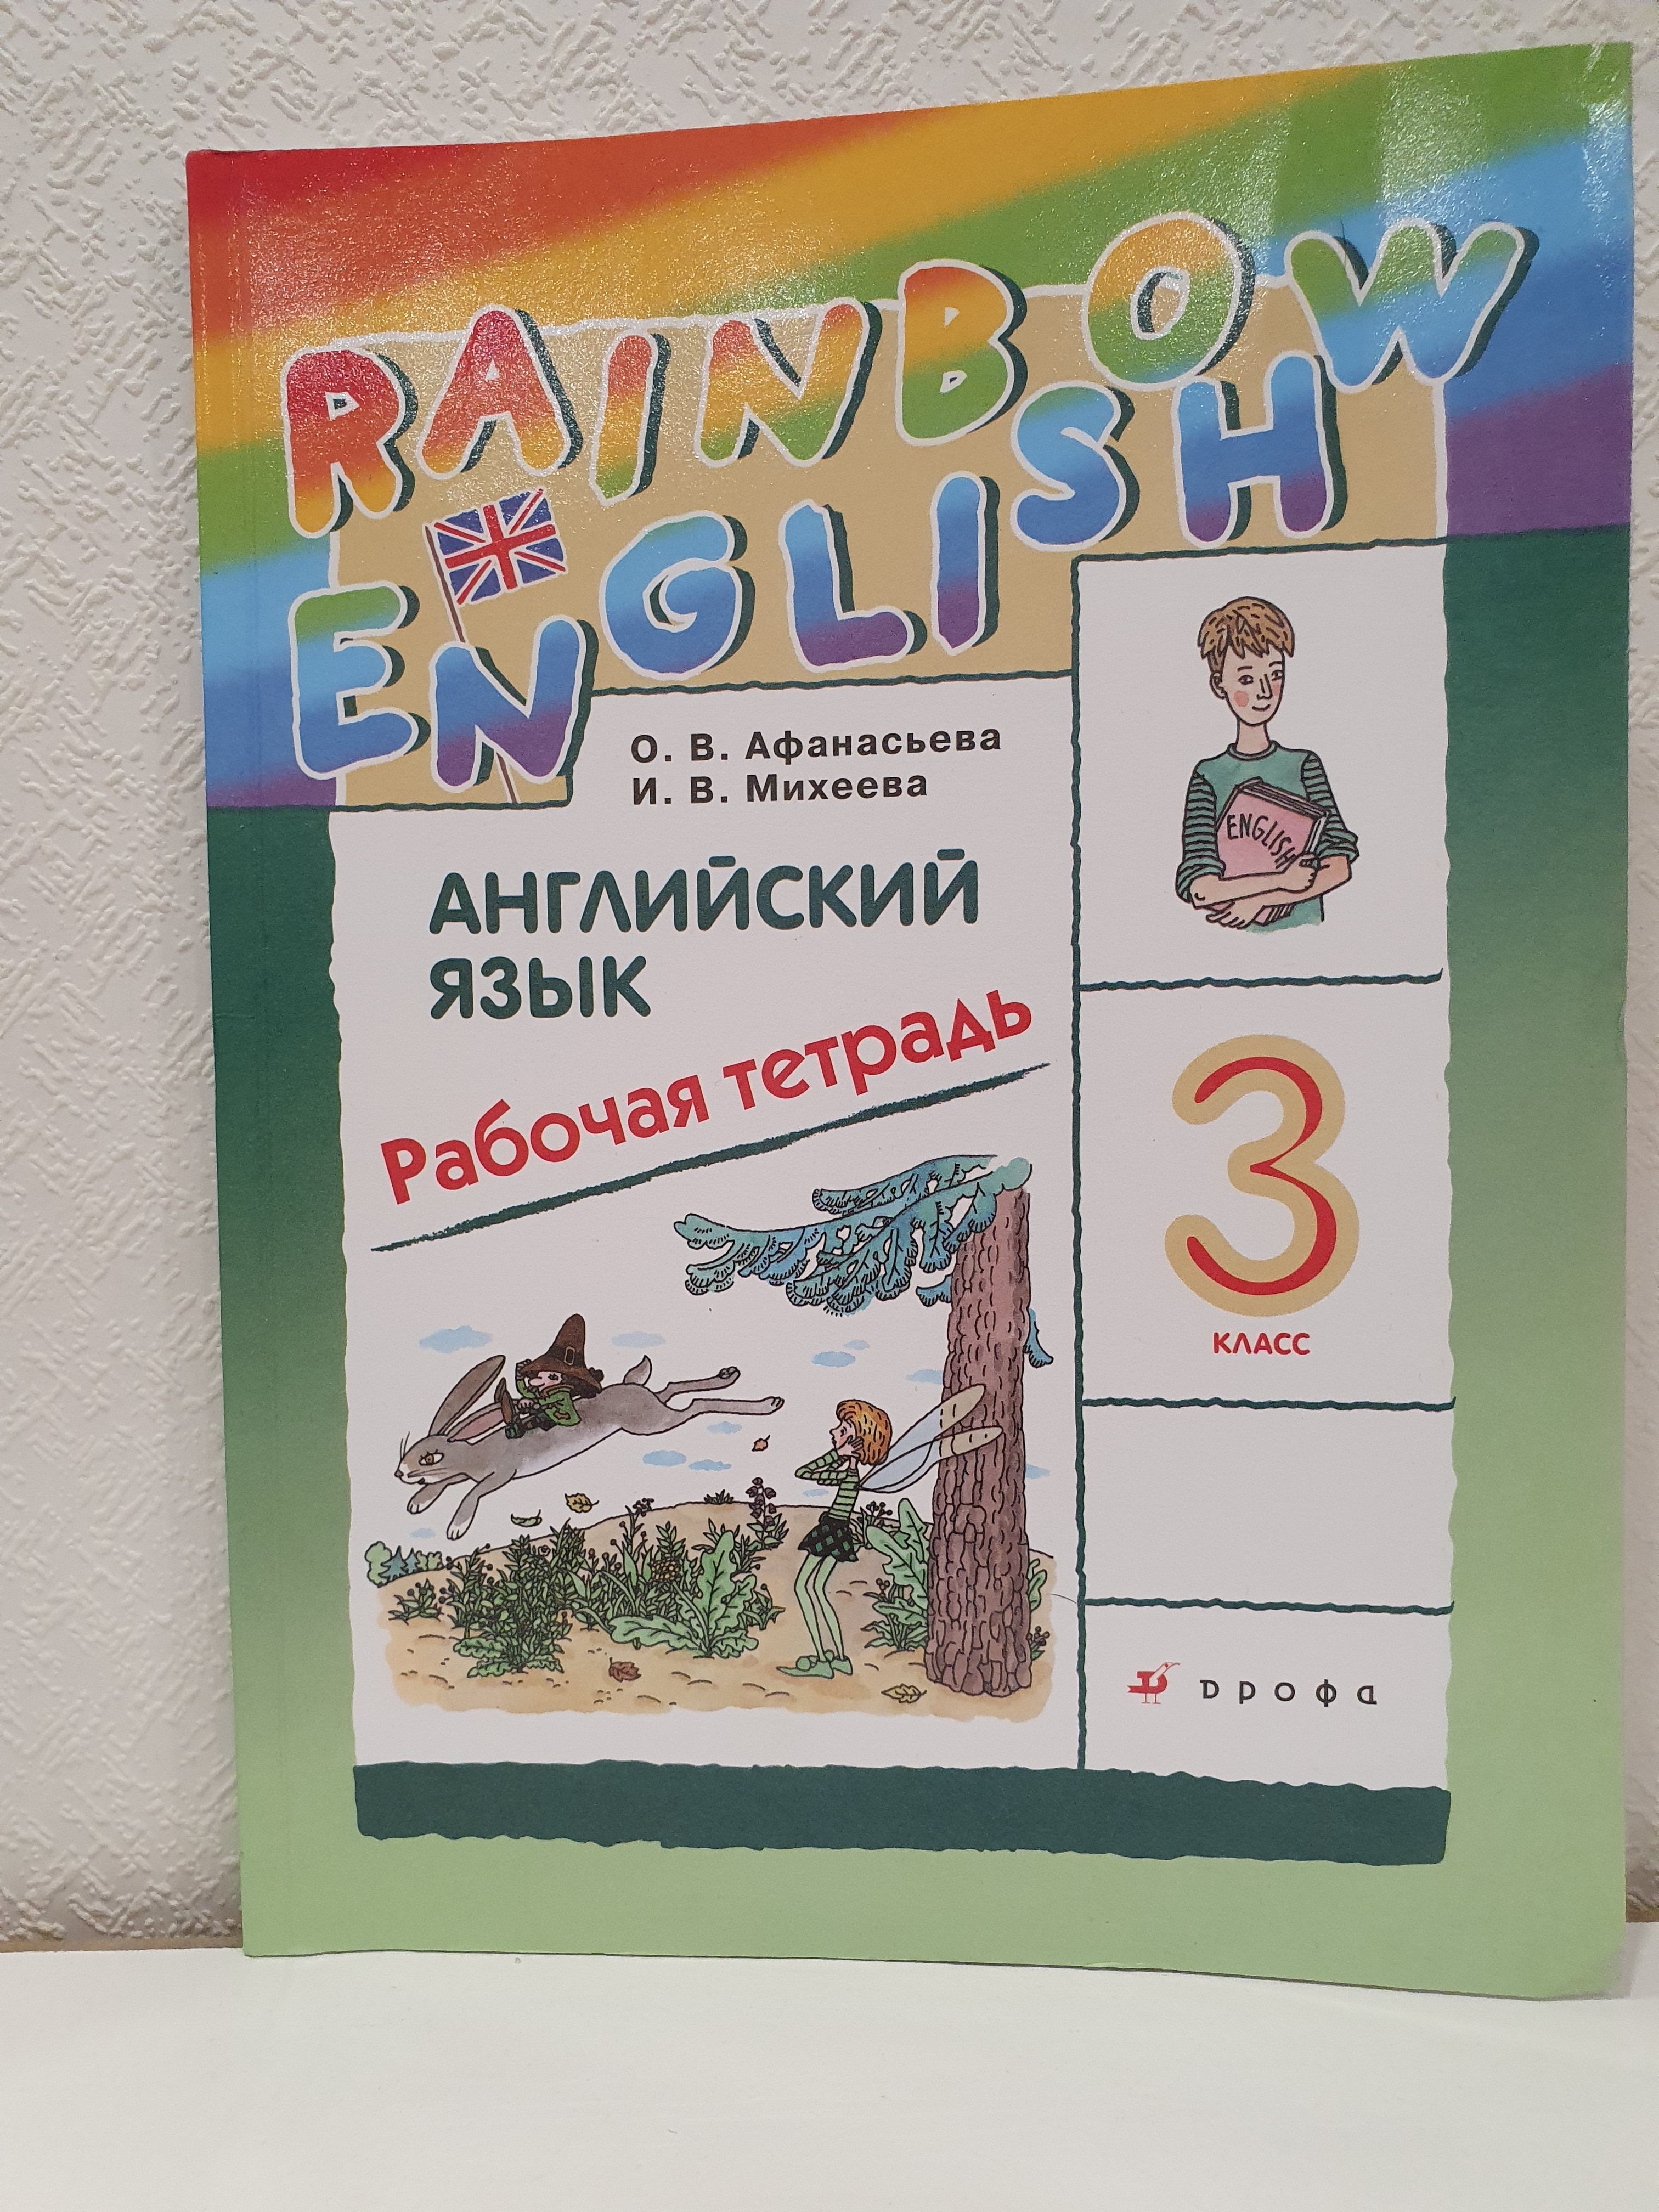 RAINBOW
ENGLISH
О. В. Афанасьева
И. В. Михеева
АНГЛИЙСКИЙ
ЯЗЫК
Рабочая тетрадь
ENGLISH
3
КЛАСС
дрофа